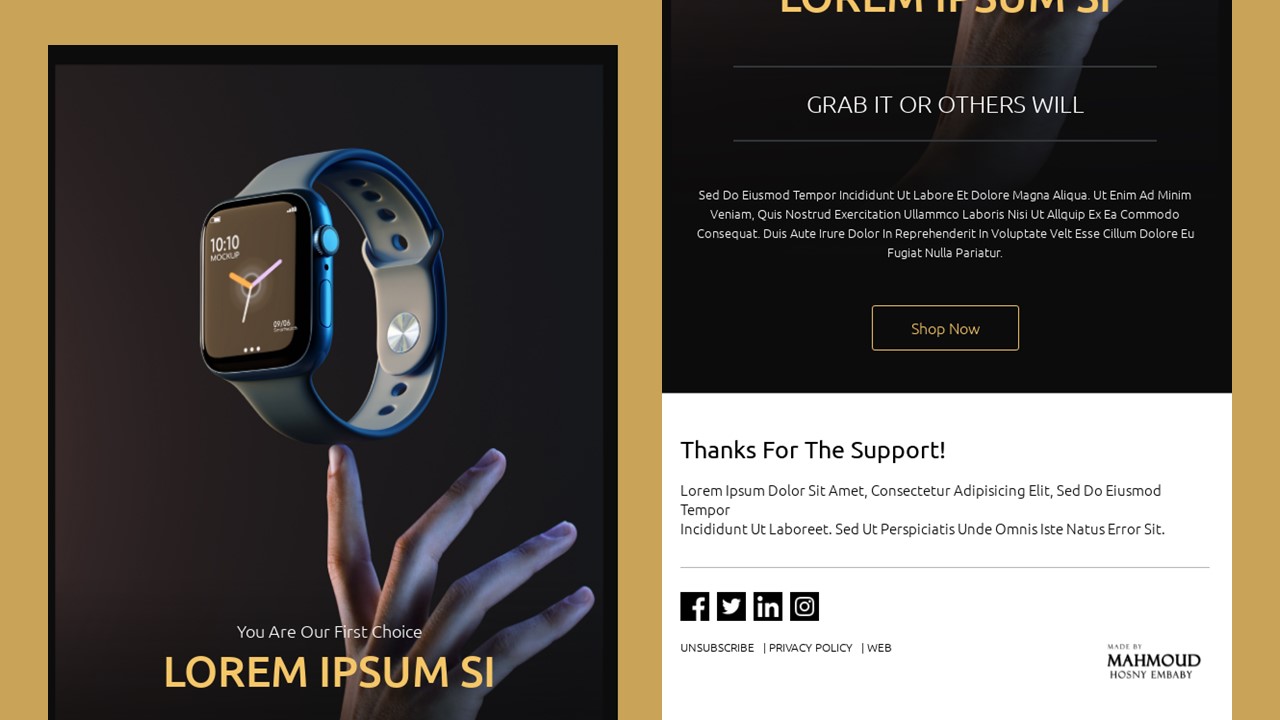 10:10
MOCKUP
09/06
You Are Our First Choice
LOREM IPSUM SI
LOREM IPSUM SI
GRAB IT OR OTHERS WILL
Sed Do Eiusmod Tempor Incididunt Ut Labore Et Dolore Magna Aliqua. Ut Enim Ad Minim
Veniam, Quis Nostrud Exercitation Ullammco Laboris Nisi Ut Allquip Ex Ea Commodo
Consequat. Duis Aute Irure Dolor In Reprehenderit In Voluptate Velt Esse Cillum Dolore Eu
Fugiat Nulla Pariatur.
Shop Now
Thanks For The Support!
Lorem Ipsum Dolor Sit Amet, Consectetur Adipisicing Elit, Sed Do Eiusmod
Tempor
Incididunt Ut Laboreet. Sed Ut Perspiciatis Unde Omnis Iste Natus Error Sit.
UNSUBSCRIBE | PRIVACY POLICY | WEB
MADE BY
MAHMOUD
HOSNY EMBABY